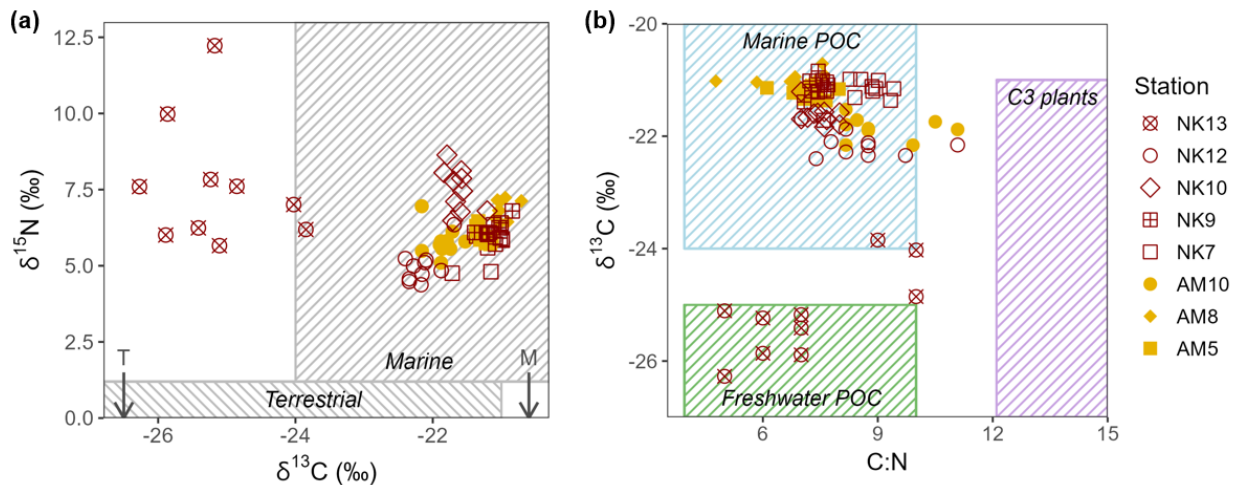 (a)
12.5
10.0
7.5
5.0
2.5
0.0
δ¹⁵N (‰)
T
M
Marine
Terrestrial
-26
-24
-22
δ¹³C (‰)
(b)
-20
-22
-24
-26
δ¹³C (‰)
Marine POC
C3 plants
Freshwater POC
6
9
12
15
C:N
Station
NK13
NK12
NK10
NK9
NK7
AM10
AM8
AM5